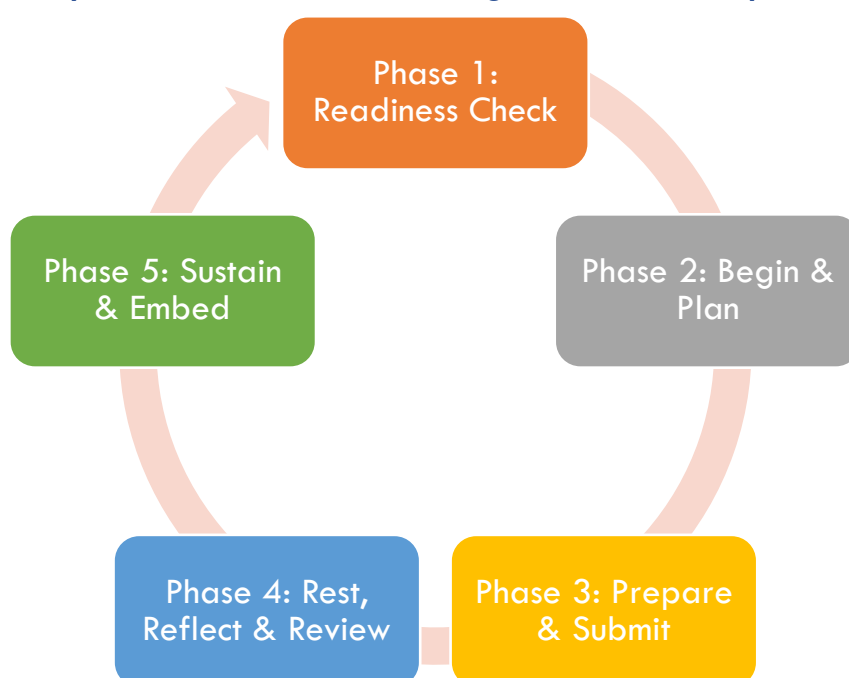 Phase 1:
Readiness Check
Phase 2: Begin &
Plan
Phase 3: Prepare
& Submit
Phase 4: Rest,
Reflect & Review
Phase 5: Sustain
& Embed